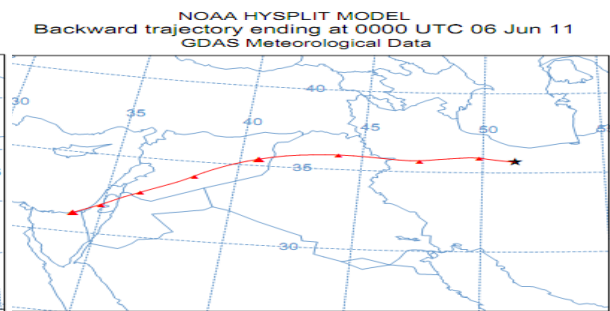 NOAA HYSPLIT MODEL
Backward trajectory ending at 0000 UTC 06 Jun 11
GDAS Meteorological Data
30
35
40
40
45
50
35
30